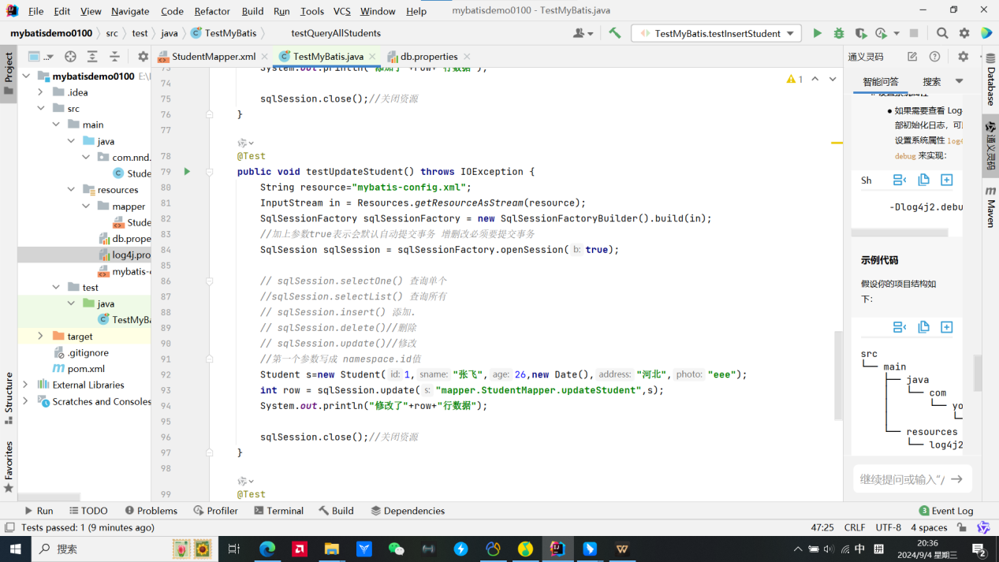 File Edit View Navigate Code Refactor Build Run Tools VCS Window Help mybatisdemo0100 - TestMyBatis.java
mybatisdemo0100 src test java TestMyBatis testQueryAllStudents TestMyBatis.testInsertStudent
Project
StudentMapper.xml TestMyBatis.java db.properties
通义灵码
智能问答 搜索
mybatisdemo0100 E:\
.idea
src
main
java
com.nnd.
Stude
resources
mapper
Stude
db.prope
log4j.pro
mybatis-
test
java
TestMyBa
target
.gitignore
pom.xml
External Libraries
Scratches and Consoles
Structure
Favorites
1
74
75 sqlSession.close();//关闭资源
76 }
77
78 @Test
79 public void testUpdateStudent() throws IOException {
80 String resource="mybatis-config.xml";
81 InputStream in = Resources.getResourceAsStream(resource);
82 SqlSessionFactory sqlSessionFactory = new SqlSessionFactoryBuilder().build(in);
83 //加上参数true表示会默认自动提交事务 增删改必须要提交事务
84 SqlSession sqlSession = sqlSessionFactory.openSession( b: true);
85
86 // sqlSession.selectOne() 查询单个
87 //sqlSession.selectList() 查询所有
88 // sqlSession.insert() 添加.
89 // sqlSession.delete()//删除
90 // sqlSession.update()//修改
91 //第一个参数写成 namespace.id值
92 Student s=new Student( id: 1, sname: "张飞", age: 26,new Date(), address: "河北", photo: "eee");
93 int row = sqlSession.update( s: "mapper.StudentMapper.updateStudent",s);
94 System.out.println("修改了"+row+"行数据");
95
96 sqlSession.close();//关闭资源
97 }
98
99 @Test
如果需要查看 Log
部初始化日志，可
设置系统属性 log4
debug 来实现：
Sh
-Dlog4j2.debu
示例代码
假设你的项目结构如
下：
src
└── main
├── java
│ └── com
│ └── yo
└── resources
└── log4j2
继续提问或输入“/
Database
通义灵码
Maven
Run TODO Problems Profiler Terminal Build Dependencies 3 Event Log
Tests passed: 1 (9 minutes ago) 47:25 CRLF UTF-8 4 spaces
搜索
中 拼
20:36
2024/9/4 星期三
2